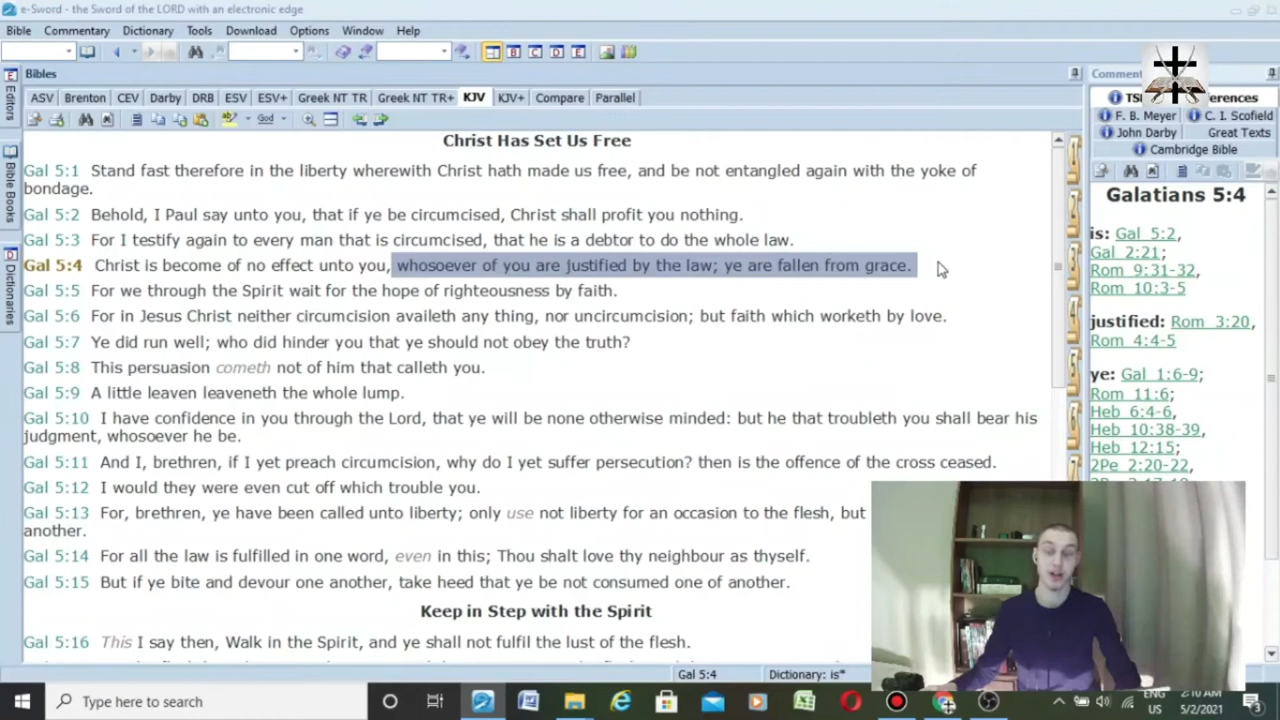 e-Sword - the Sword of the LORD with an electronic edge
Bible Commentary Dictionary Tools Download Options Window Help
Bibles
ASV Brenton CEV Darby DRB ESV ESV+ Greek NT TR Greek NT TR+ KJV KJV+ Compare Parallel
God
Editors
Bible Books
Dictionaries
Christ Has Set Us Free
Gal 5:1 Stand fast therefore in the liberty wherewith Christ hath made us free, and be not entangled again with the yoke of
bondage.
Gal 5:2 Behold, I Paul say unto you, that if ye be circumcised, Christ shall profit you nothing.
Gal 5:3 For I testify again to every man that is circumcised, that he is a debtor to do the whole law.
Gal 5:4 Christ is become of no effect unto you, whosoever of you are justified by the law; ye are fallen from grace.
Gal 5:5 For we through the Spirit wait for the hope of righteousness by faith.
Gal 5:6 For in Jesus Christ neither circumcision availeth any thing, nor uncircumcision; but faith which worketh by love.
Gal 5:7 Ye did run well; who did hinder you that ye should not obey the truth?
Gal 5:8 This persuasion cometh not of him that calleth you.
Gal 5:9 A little leaven leaveneth the whole lump.
Gal 5:10 I have confidence in you through the Lord, that ye will be none otherwise minded: but he that troubleth you shall bear his
judgment, whosoever he be.
Gal 5:11 And I, brethren, if I yet preach circumcision, why do I yet suffer persecution? then is the offence of the cross ceased.
Gal 5:12 I would they were even cut off which trouble you.
Gal 5:13 For, brethren, ye have been called unto liberty; only use not liberty for an occasion to the flesh, but
another.
Gal 5:14 For all the law is fulfilled in one word, even in this; Thou shalt love thy neighbour as thyself.
Gal 5:15 But if ye bite and devour one another, take heed that ye be not consumed one of another.
Keep in Step with the Spirit
Gal 5:16 This I say then, Walk in the Spirit, and ye shall not fulfil the lust of the flesh.
1
2
3
4
5
6
7
F. B. Meyer C. I. Scofield
John Darby Great Texts
Cambridge Bible
Galatians 5:4
is: Gal 5:2,
Gal 2:21;
Rom 9:31-32,
Rom 10:3-5
justified: Rom 3:20,
Rom 4:4-5
ye: Gal 1:6-9;
Rom 11:6;
Heb 6:4-6,
Heb 10:38-39,
Heb 12:15;
2Pe 2:20-22,
Gal 5:4 Dictionary: is*
Type here to search
ENG
US
2:10 AM
5/2/2021
3